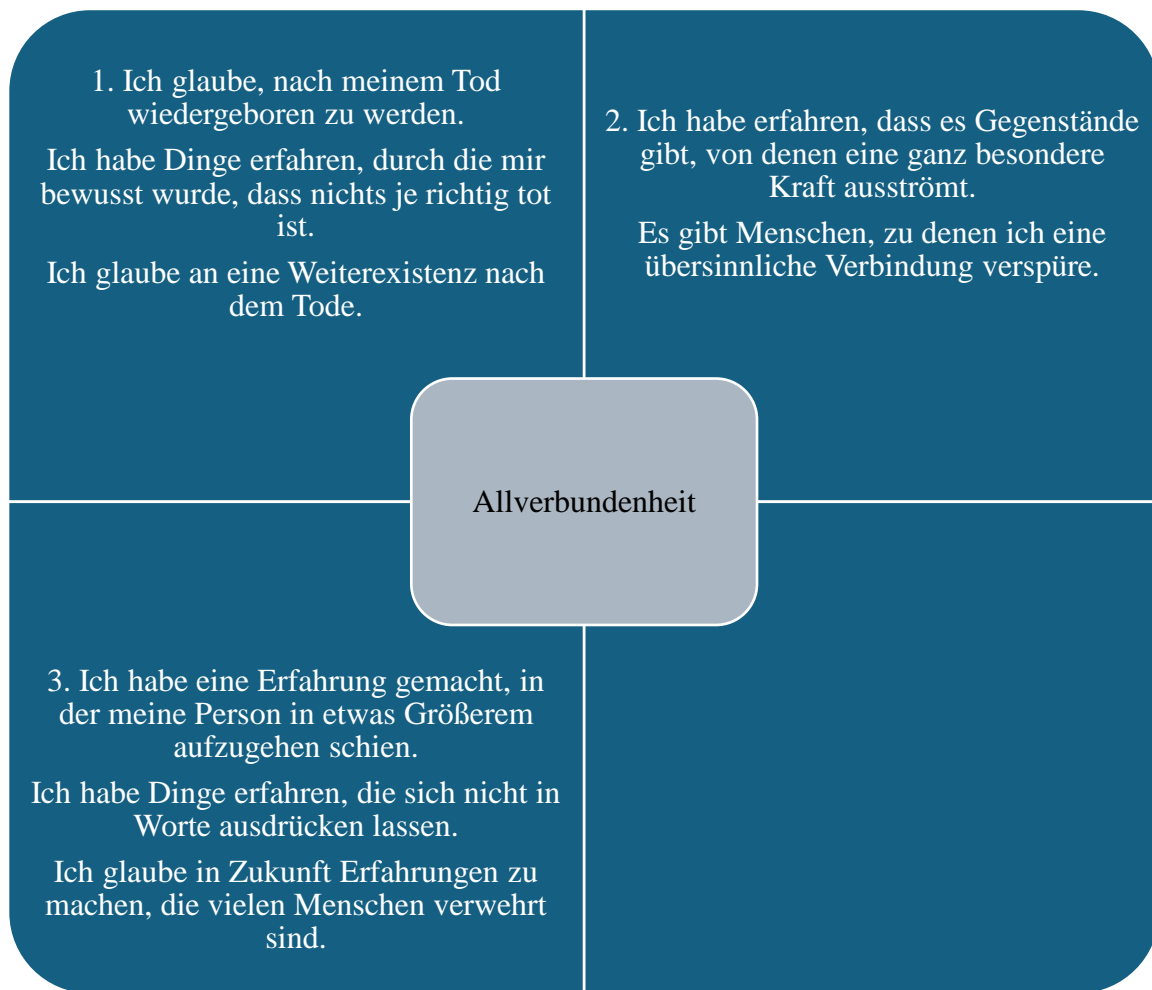 1. Ich glaube, nach meinem Tod
wiedergeboren zu werden.
Ich habe Dinge erfahren, durch die mir
bewusst wurde, dass nichts je richtig tot
ist.
Ich glaube an eine Weiterexistenz nach
dem Tode.
2. Ich habe erfahren, dass es Gegenstände
gibt, von denen eine ganz besondere
Kraft ausströmt.
Es gibt Menschen, zu denen ich eine
übersinnliche Verbindung verspüre.
Allverbundenheit
3. Ich habe eine Erfahrung gemacht, in
der meine Person in etwas Größerem
aufzugehen schien.
Ich habe Dinge erfahren, die sich nicht in
Worte ausdrücken lassen.
Ich glaube in Zukunft Erfahrungen zu
machen, die vielen Menschen verwehrt
sind.